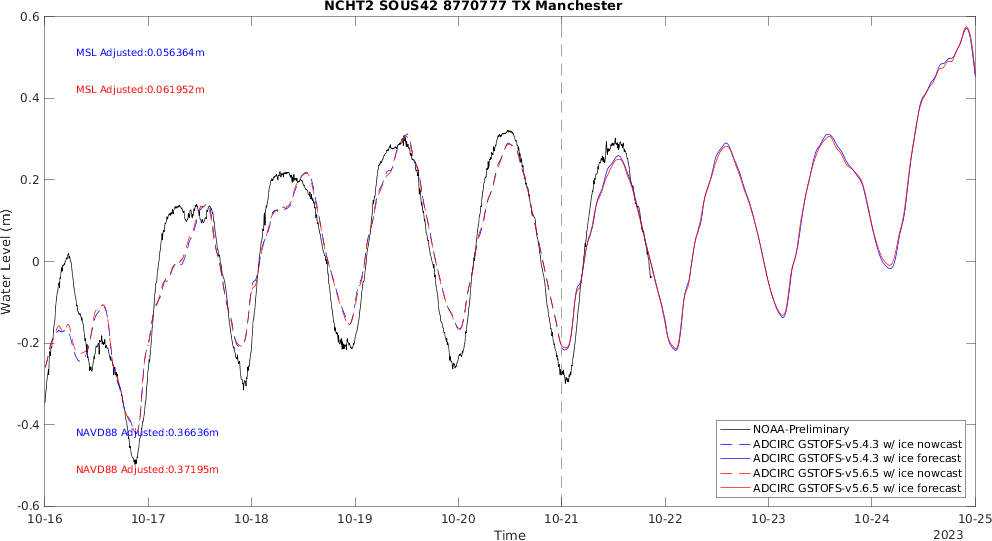 NCHT2 SOUS42 8770777 TX Manchester
0.6
0.4
0.2
0
-0.2
-0.4
-0.6
Water Level (m)
MSL Adjusted:0.056364m
MSL Adjusted:0.061952m
NAVD88 Adjusted:0.36636m
NAVD88 Adjusted:0.37195m
NOAA-Preliminary
ADCIRC GSTOFS-v5.4.3 w/ ice nowcast
ADCIRC GSTOFS-v5.4.3 w/ ice forecast
ADCIRC GSTOFS-v5.6.5 w/ ice nowcast
ADCIRC GSTOFS-v5.6.5 w/ ice forecast
10-16 10-17 10-18 10-19 10-20 10-21 10-22 10-23 10-24 10-25
Time
2023